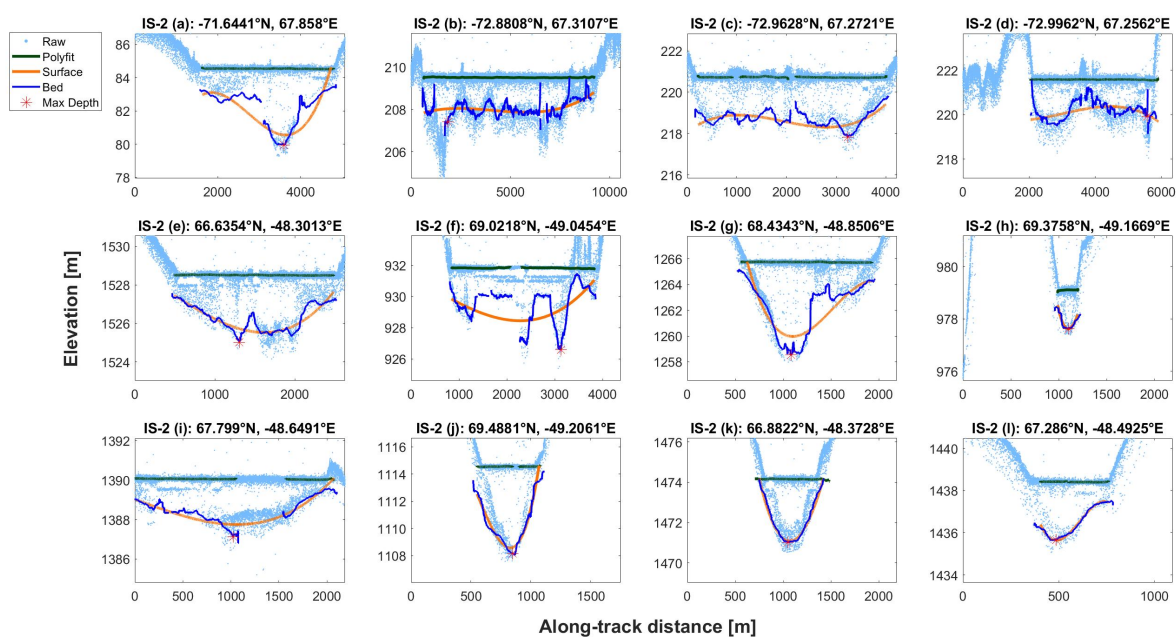 IS-2 (a): -71.6441°N, 67.858°E
IS-2 (b): -72.8808°N, 67.3107°E
IS-2 (c): -72.9628°N, 67.2721°E
IS-2 (d): -72.9962°N, 67.2562°E
Raw
Polyfit
Surface
Bed
Max Depth
86
84
82
80
78
0 2000 4000
210
208
206
0 5000 10000
222
220
218
216
0 1000 2000 3000 4000
222
220
218
0 2000 4000 6000
IS-2 (e): 66.6354°N, -48.3013°E
IS-2 (f): 69.0218°N, -49.0454°E
IS-2 (g): 68.4343°N, -48.8506°E
IS-2 (h): 69.3758°N, -49.1669°E
Elevation [m]
1530
1528
1526
1524
0 500 1000 1500 2000 2500
932
930
928
926
0 1000 2000 3000 4000
1266
1264
1262
1260
1258
0 500 1000 1500 2000
980
978
976
0 500 1000 1500 2000
IS-2 (i): 67.799°N, -48.6491°E
IS-2 (j): 69.4881°N, -49.2061°E
IS-2 (k): 66.8822°N, -48.3728°E
IS-2 (l): 67.286°N, -48.4925°E
1392
1390
1388
1386
0 500 1000 1500 2000
1116
1114
1112
1110
1108
0 500 1000 1500
1476
1474
1472
1470
0 500 1000 1500 2000
1440
1438
1436
1434
0 500 1000
Along-track distance [m]